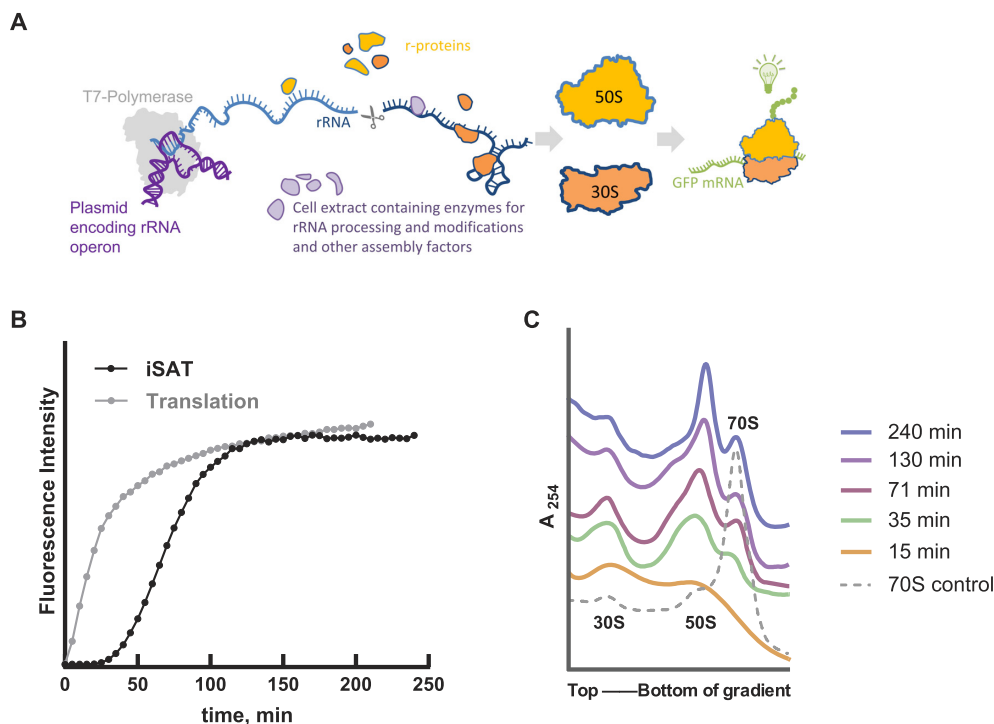 A
r-proteins
T7-Polymerase
rRNA
50S
30S
GFP mRNA
Plasmid
encoding rRNA
operon
Cell extract containing enzymes for
rRNA processing and modifications
and other assembly factors
B
Fluorescence Intensity
iSAT
Translation
0 50 100 150 200 250
time, min
C
A254
70S
30S
50S
Top
Bottom of gradient
240 min
130 min
71 min
35 min
15 min
70S control